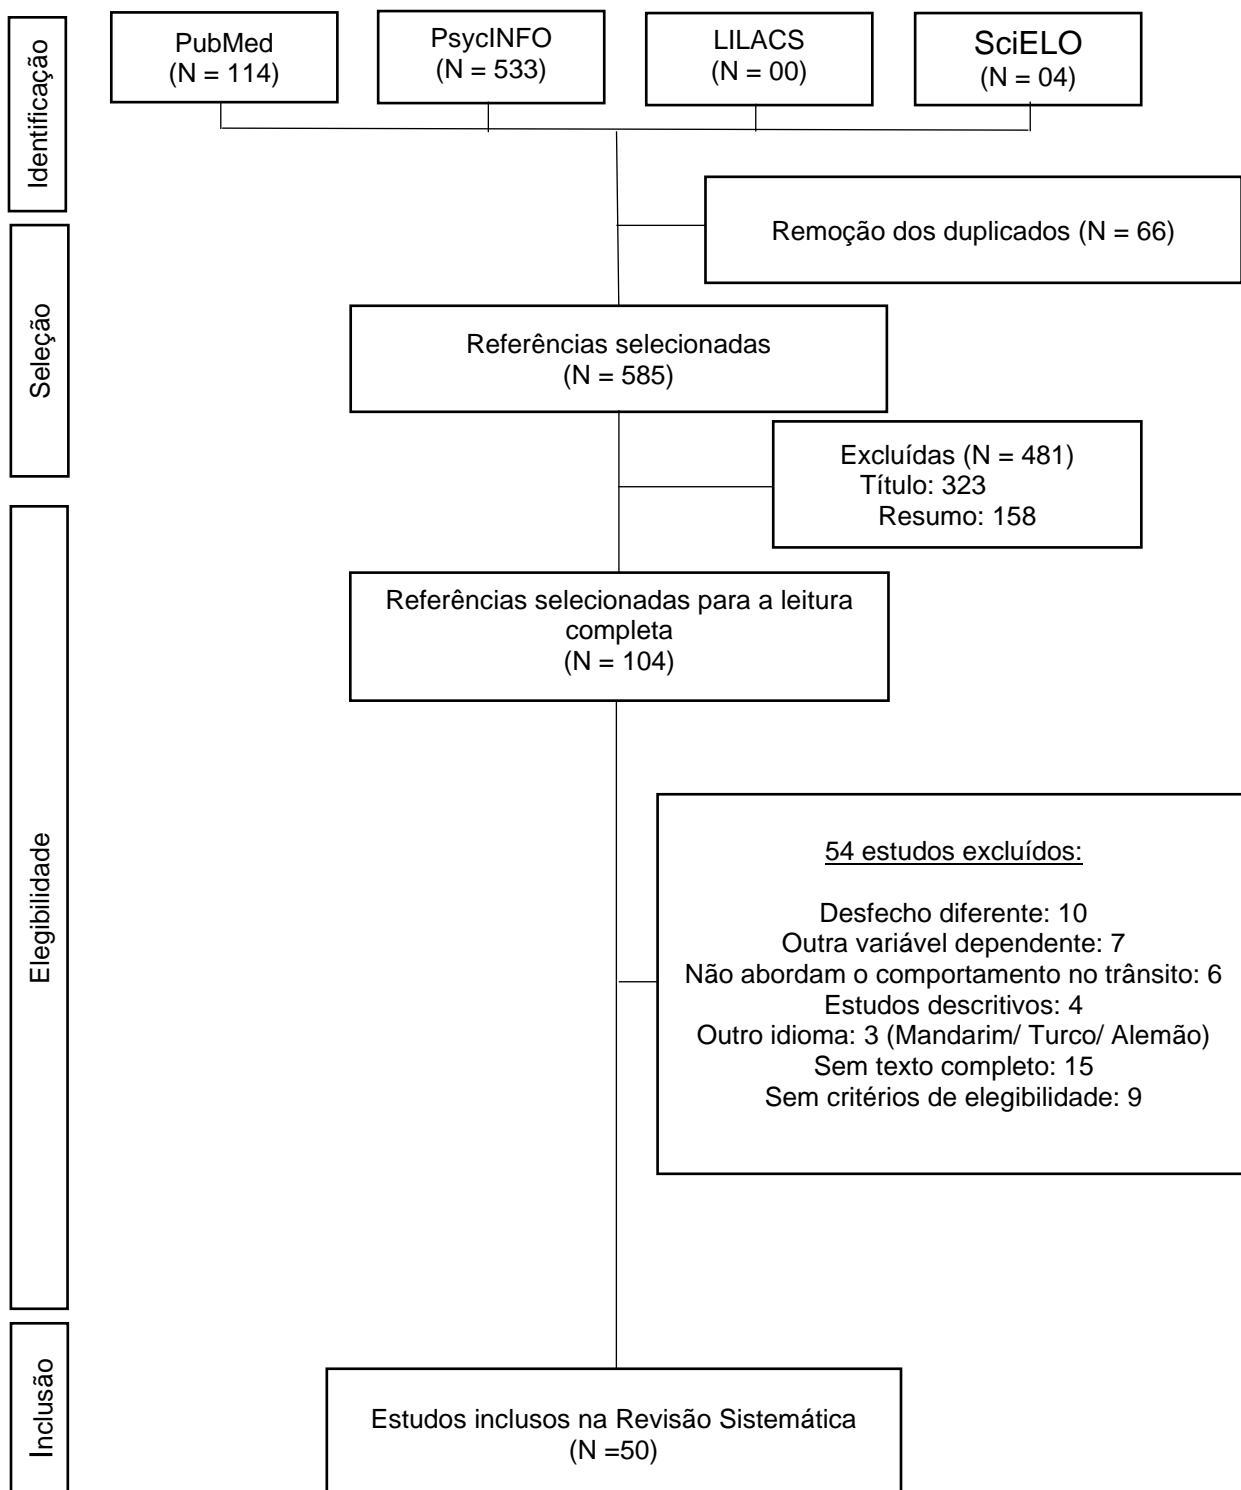 Identificação
PubMed
(N = 114)
PsycINFO
(N = 533)
LILACS
(N = 00)
SciELO
(N = 04)
Remoção dos duplicados (N = 66)
Seleção
Referências selecionadas
(N = 585)
Excluídas (N = 481)
Título: 323
Resumo: 158
Elegibilidade
Referências selecionadas para a leitura
completa
(N = 104)
54 estudos excluídos:
Desfecho diferente: 10
Outra variável dependente: 7
Não abordam o comportamento no trânsito: 6
Estudos descritivos: 4
Outro idioma: 3 (Mandarim/ Turco/ Alemão)
Sem texto completo: 15
Sem critérios de elegibilidade: 9
Inclusão
Estudos inclusos na Revisão Sistemática
(N =50)